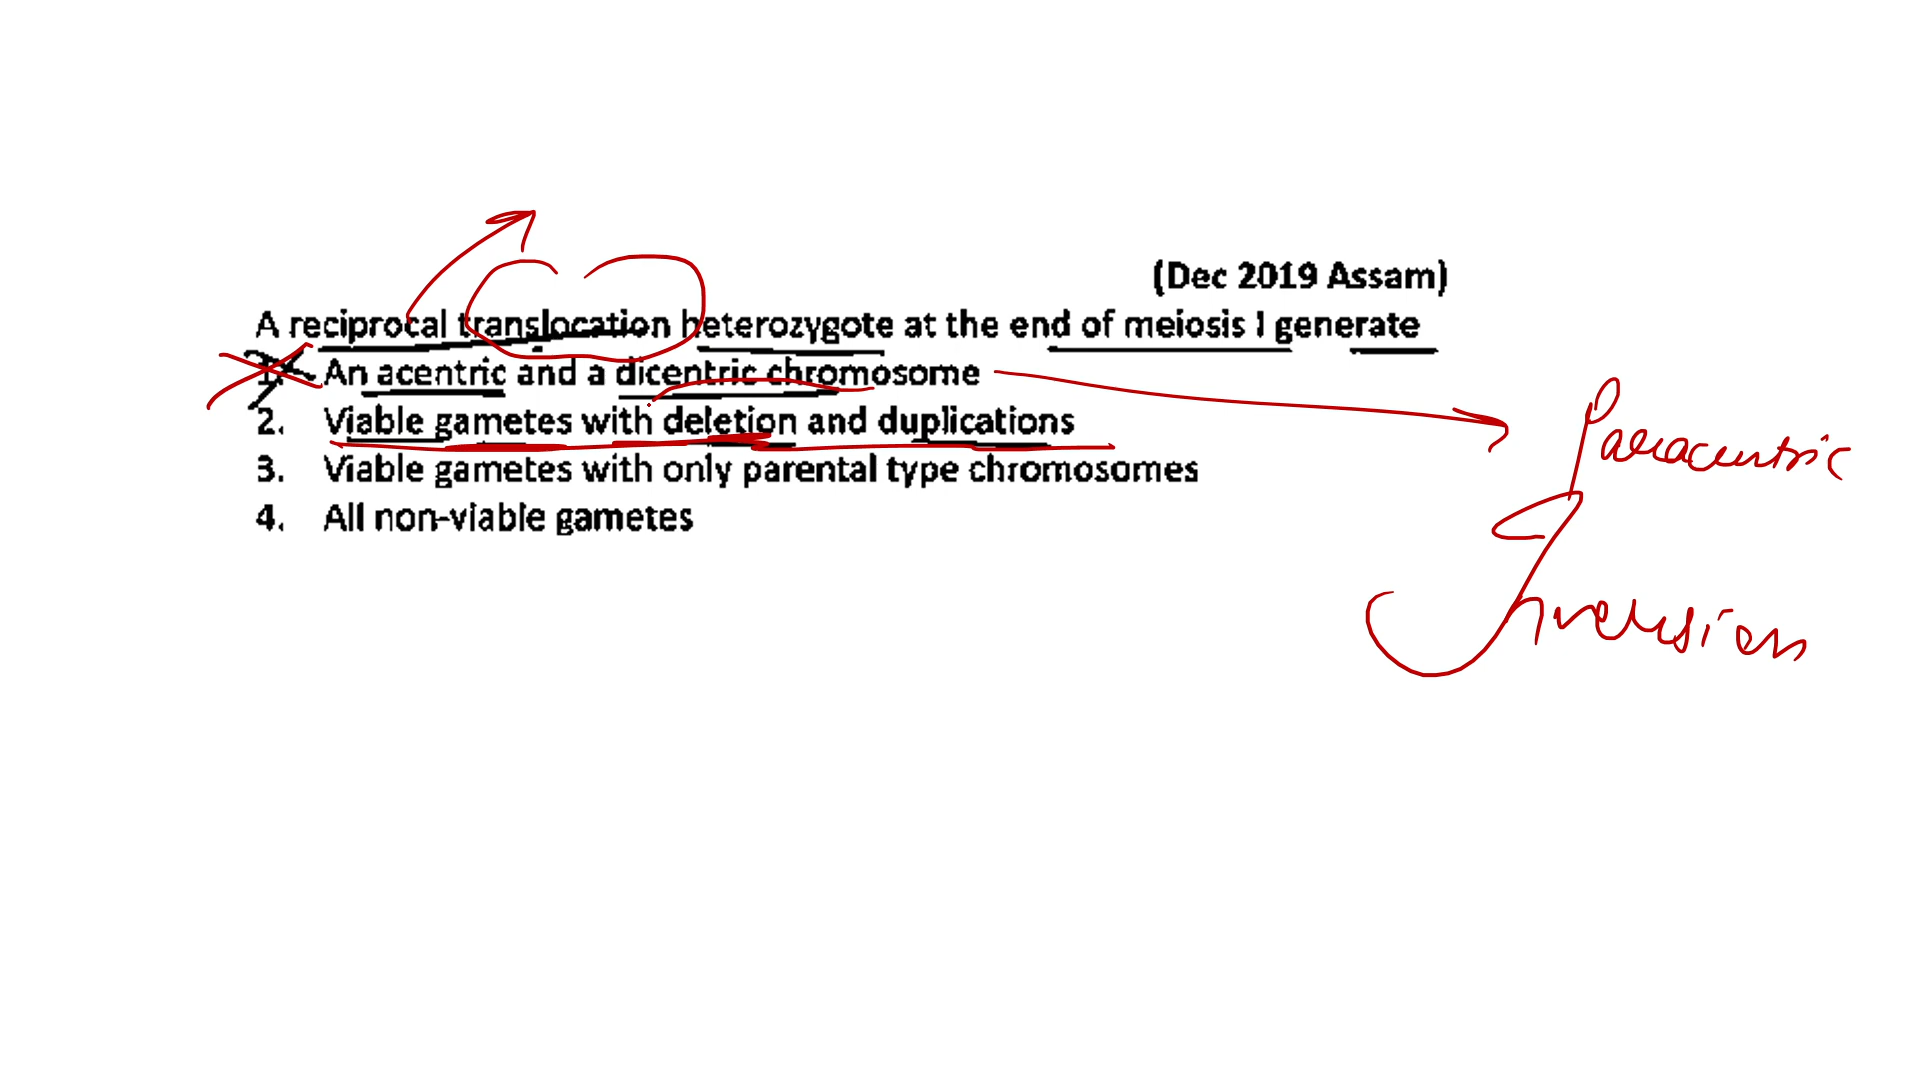 (Dec 2019 Assam)
A reciprocal translocation heterozygote at the end of meiosis I generate
1. An acentric and a dicentric chromosome
2. Viable gametes with deletion and duplications
3. Viable gametes with only parental type chromosomes
4. All non-viable gametes
Paracentric
Inversion